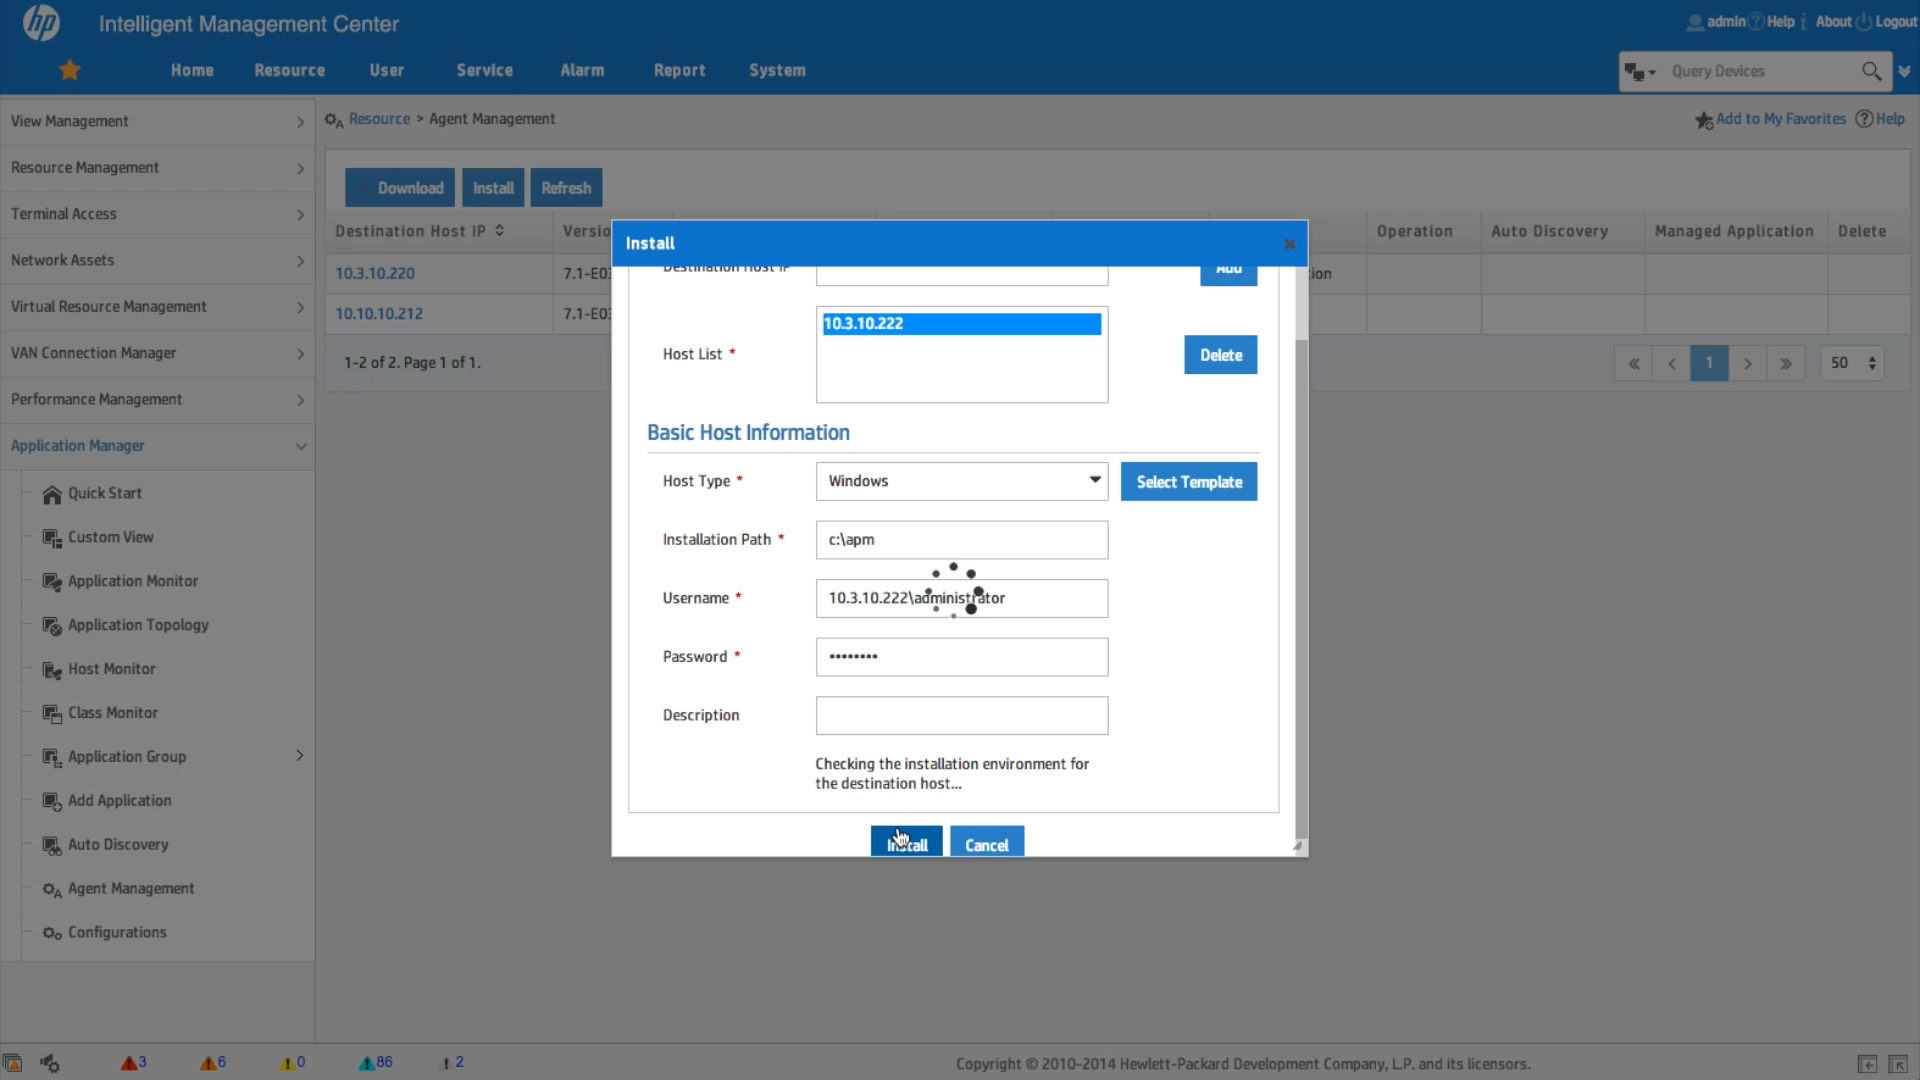 hp Intelligent Management Center
admin Help About Logout
Home Resource User Service Alarm Report System
Query Devices
View Management
Resource Management
Terminal Access
Network Assets
Virtual Resource Management
VAN Connection Manager
Performance Management
Application Manager
Quick Start
Custom View
Application Monitor
Application Topology
Host Monitor
Class Monitor
Application Group
Add Application
Auto Discovery
Agent Management
Configurations
Resource > Agent Management
Add to My Favorites Help
Download Install Refresh
Destination Host IP Operation Auto Discovery Managed Application Delete
10.3.10.220
10.10.10.212
1-2 of 2. Page 1 of 1.
« < 1 > » 50
Install
Destination Host IP Add
10.3.10.222
Host List * Delete
Basic Host Information
Host Type * Windows Select Template
Installation Path * c:\apm
Username * 10.3.10.222\administrator
Password * ••••••••
Description
Checking the installation environment for
the destination host...
Install Cancel
3 6 0 86 2
Copyright © 2010-2014 Hewlett-Packard Development Company, L.P. and its licensors.